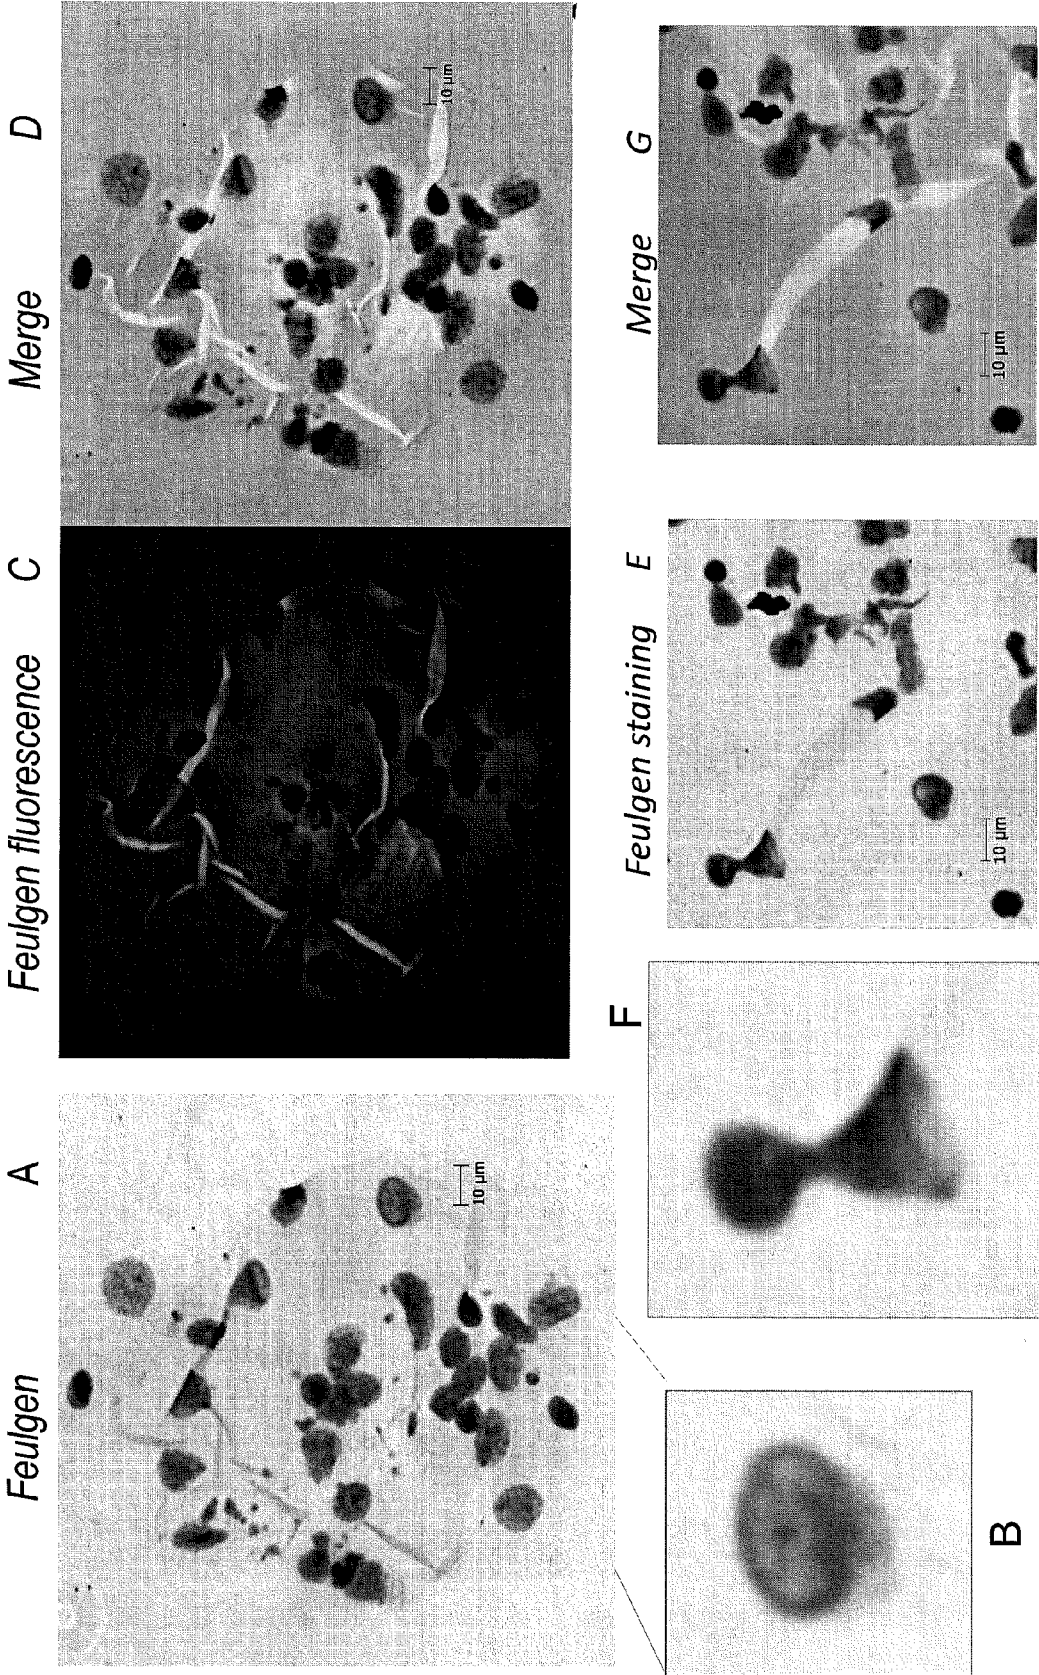 Feulgen A
Feulgen fluorescence C
Merge D
10 µm
10 µm
B
F
Feulgen staining E
Merge G
10 µm
10 µm